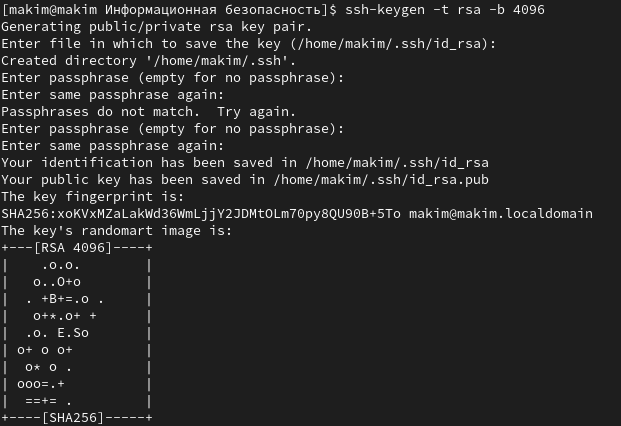 [makim@makim Информационная безопасность]$ ssh-keygen -t rsa -b 4096
Generating public/private rsa key pair.
Enter file in which to save the key (/home/makim/.ssh/id_rsa):
Created directory '/home/makim/.ssh'.
Enter passphrase (empty for no passphrase):
Enter same passphrase again:
Passphrases do not match.  Try again.
Enter passphrase (empty for no passphrase):
Enter same passphrase again:
Your identification has been saved in /home/makim/.ssh/id_rsa
Your public key has been saved in /home/makim/.ssh/id_rsa.pub
The key fingerprint is:
SHA256:xoKVxMZaLakWd36WmLjjY2JDMtOLm70py8QU90B+5To makim@makim.localdomain
The key's randomart image is:
+---[RSA 4096]----+
|    .o.o.        |
|   o..O+o        |
|  . +B+=.o .     |
|   o+*.o+ +      |
|  .o. E.So       |
| o+ o o+         |
|  o* o .         |
| ooo=.+          |
|  ==+= .         |
+----[SHA256]-----+